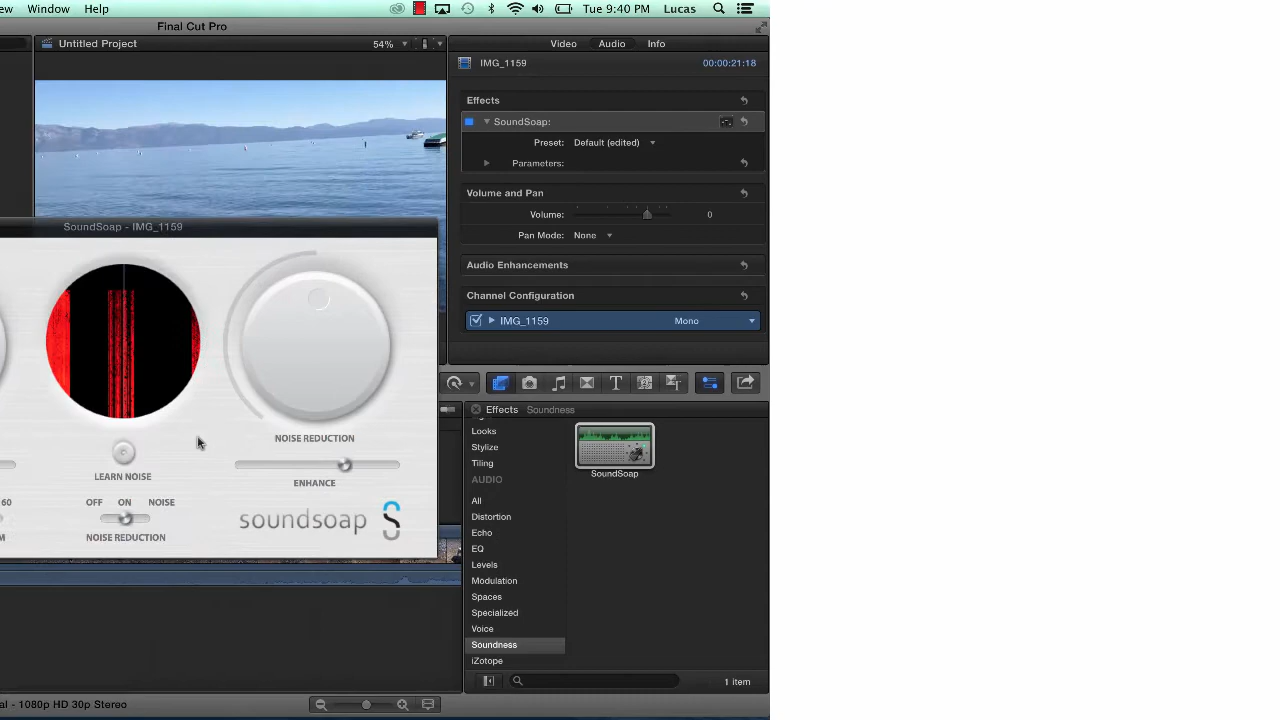 Window Help Tue 9:40 PM Lucas
Final Cut Pro
Untitled Project 54% Video Audio Info
IMG_1159 00:00:21:18
Effects
SoundSoap:
Preset: Default (edited)
Parameters:
Volume and Pan
Volume: 0
Pan Mode: None
Audio Enhancements
Channel Configuration
IMG_1159 Mono
SoundSoap - IMG_1159
NOISE REDUCTION
LEARN NOISE
ENHANCE
60 OFF ON NOISE
NOISE REDUCTION
soundsoap
Effects Soundness
Looks
Stylize
Tiling
AUDIO
All
Distortion
Echo
EQ
Levels
Modulation
Spaces
Specialized
Voice
Soundness
iZotope
SoundSoap
1 item
1080p HD 30p Stereo